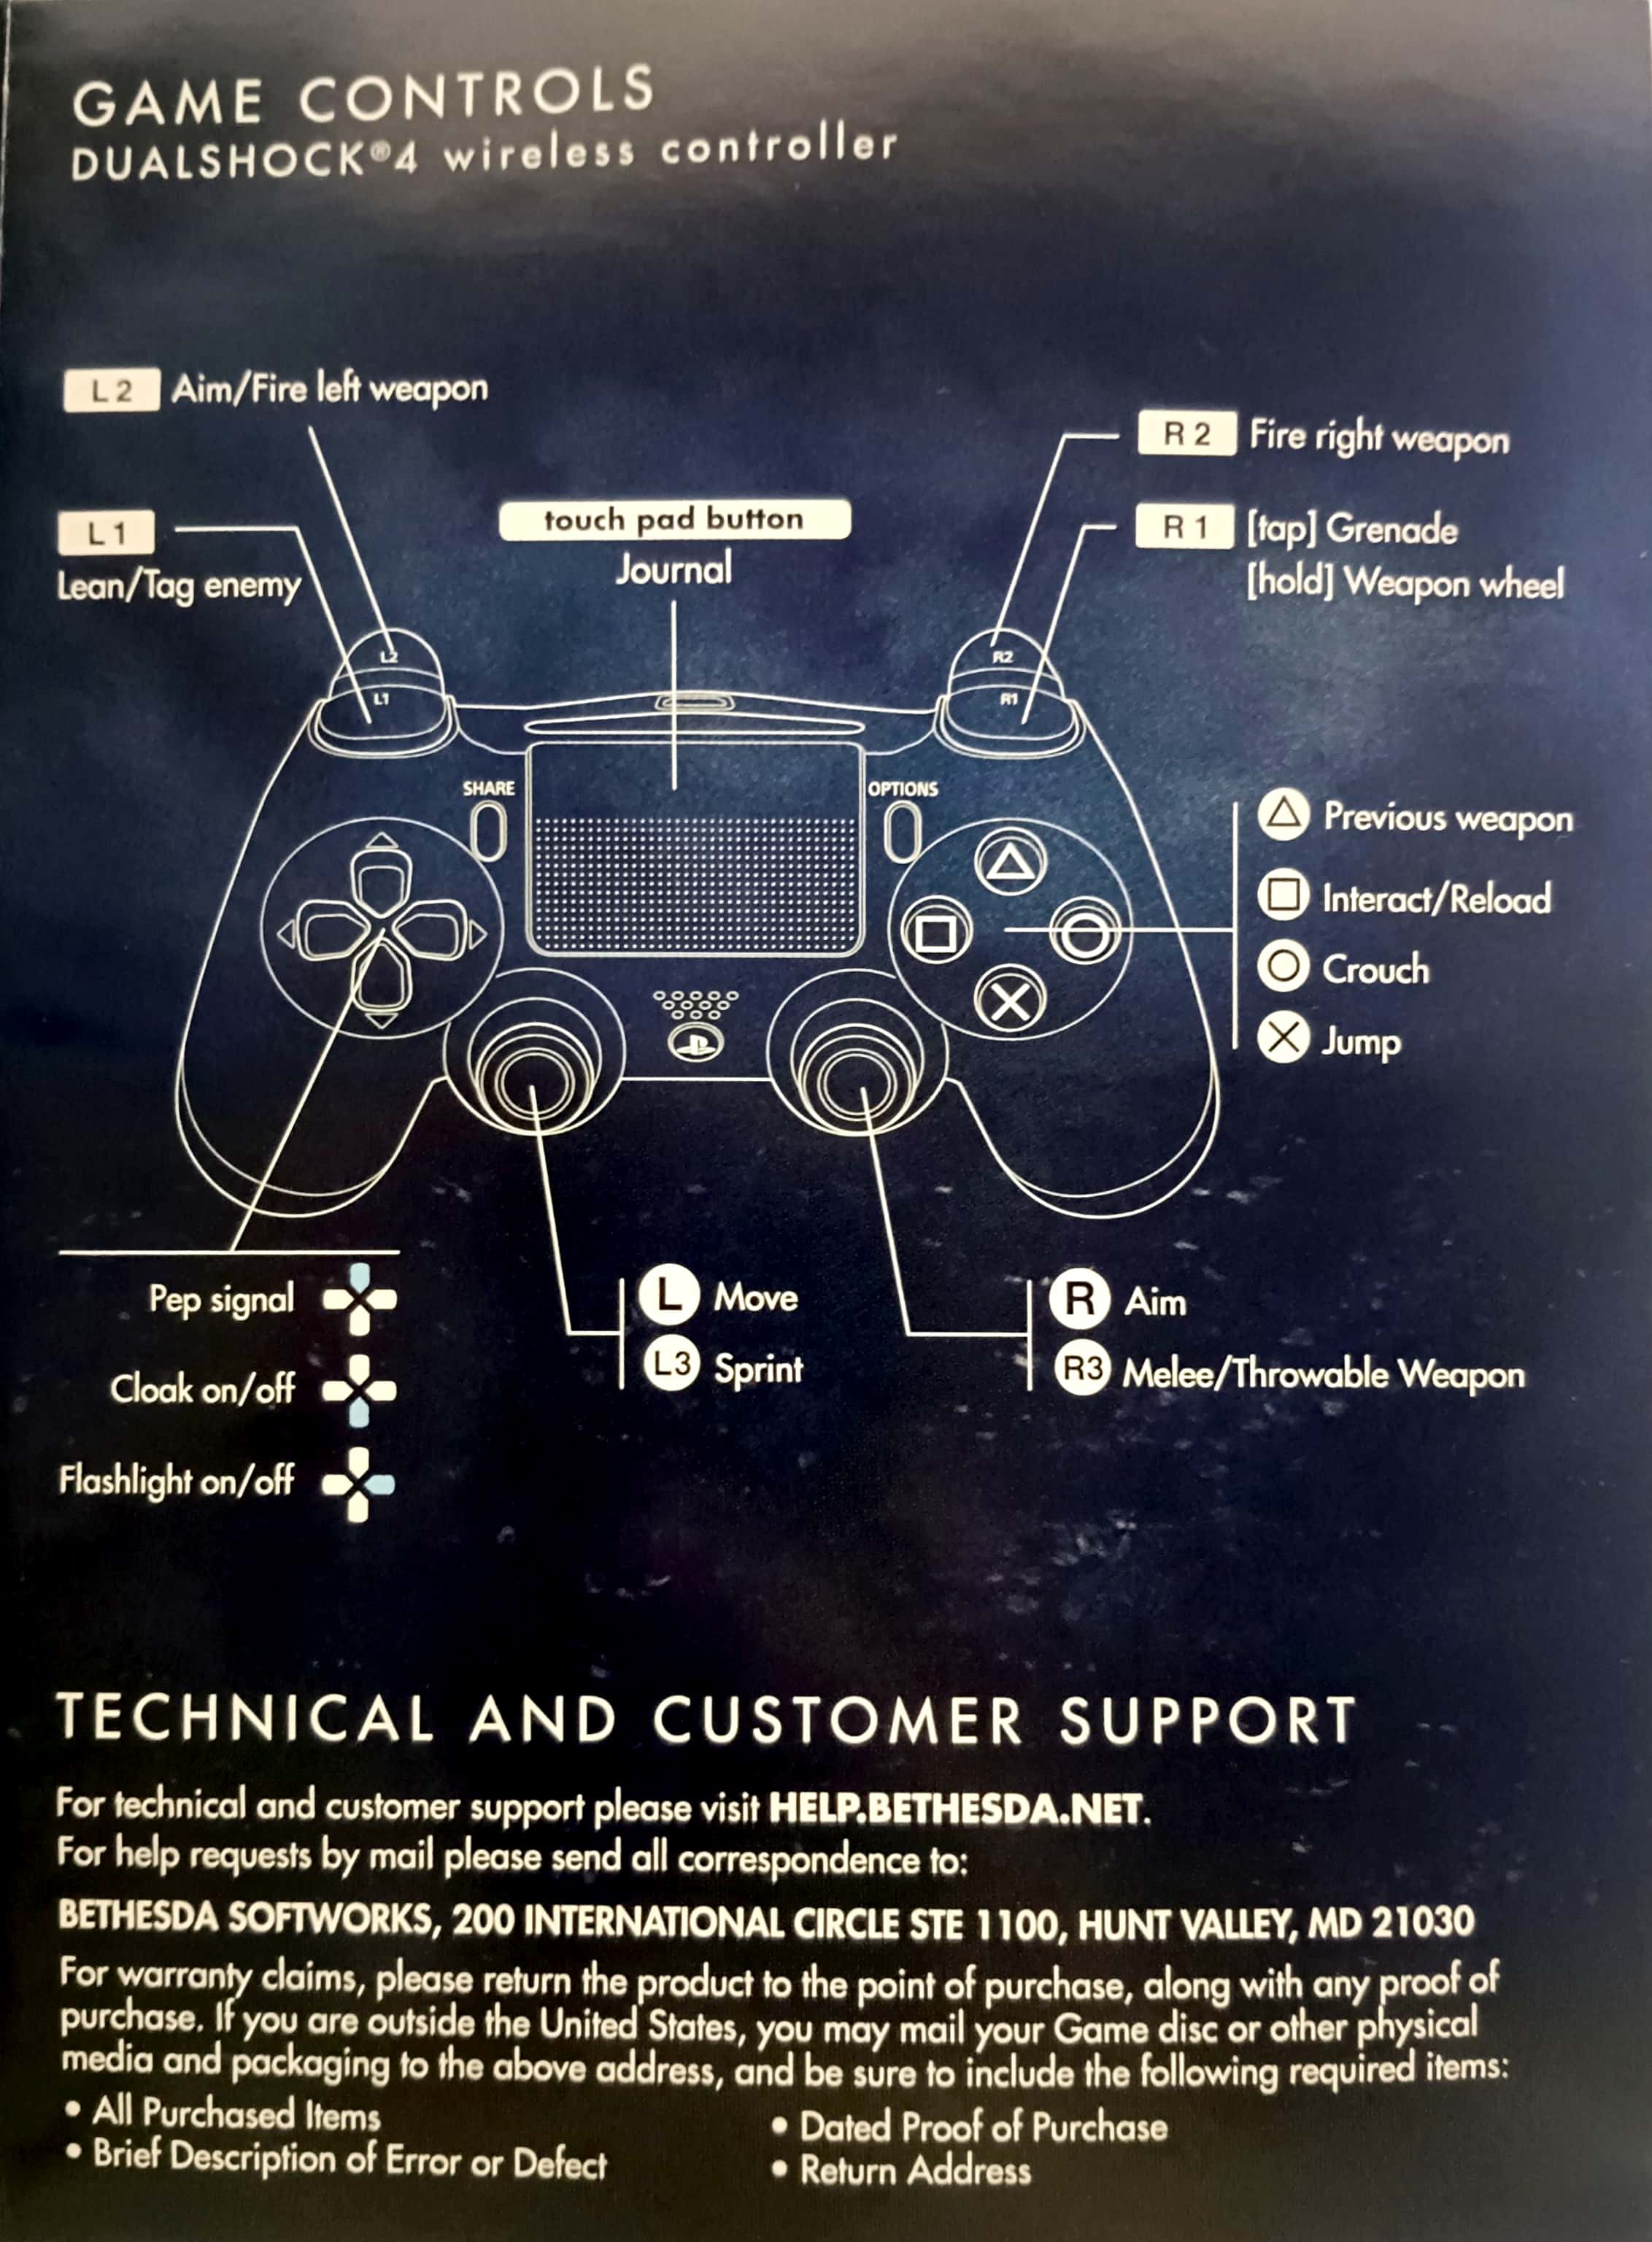 GAME CONTROLS
DUALSHOCK®4 wireless controller
L2 Aim/Fire left weapon
R2 Fire right weapon
L1
Lean/Tag enemy
touch pad button
Journal
R1 [tap] Grenade
[hold] Weapon wheel
L2
L1
R2
R1
SHARE
OPTIONS
Previous weapon
Interact/Reload
Crouch
Jump
Pep signal
Cloak on/off
Flashlight on/off
L Move
L3 Sprint
R Aim
R3 Melee/Throwable Weapon
TECHNICAL AND CUSTOMER SUPPORT
For technical and customer support please visit HELP.BETHESDA.NET.
For help requests by mail please send all correspondence to:
BETHESDA SOFTWORKS, 200 INTERNATIONAL CIRCLE STE 1100, HUNT VALLEY, MD 21030
For warranty claims, please return the product to the point of purchase, along with any proof of
purchase. If you are outside the United States, you may mail your Game disc or other physical
media and packaging to the above address, and be sure to include the following required items:
• All Purchased Items
• Brief Description of Error or Defect
• Dated Proof of Purchase
• Return Address